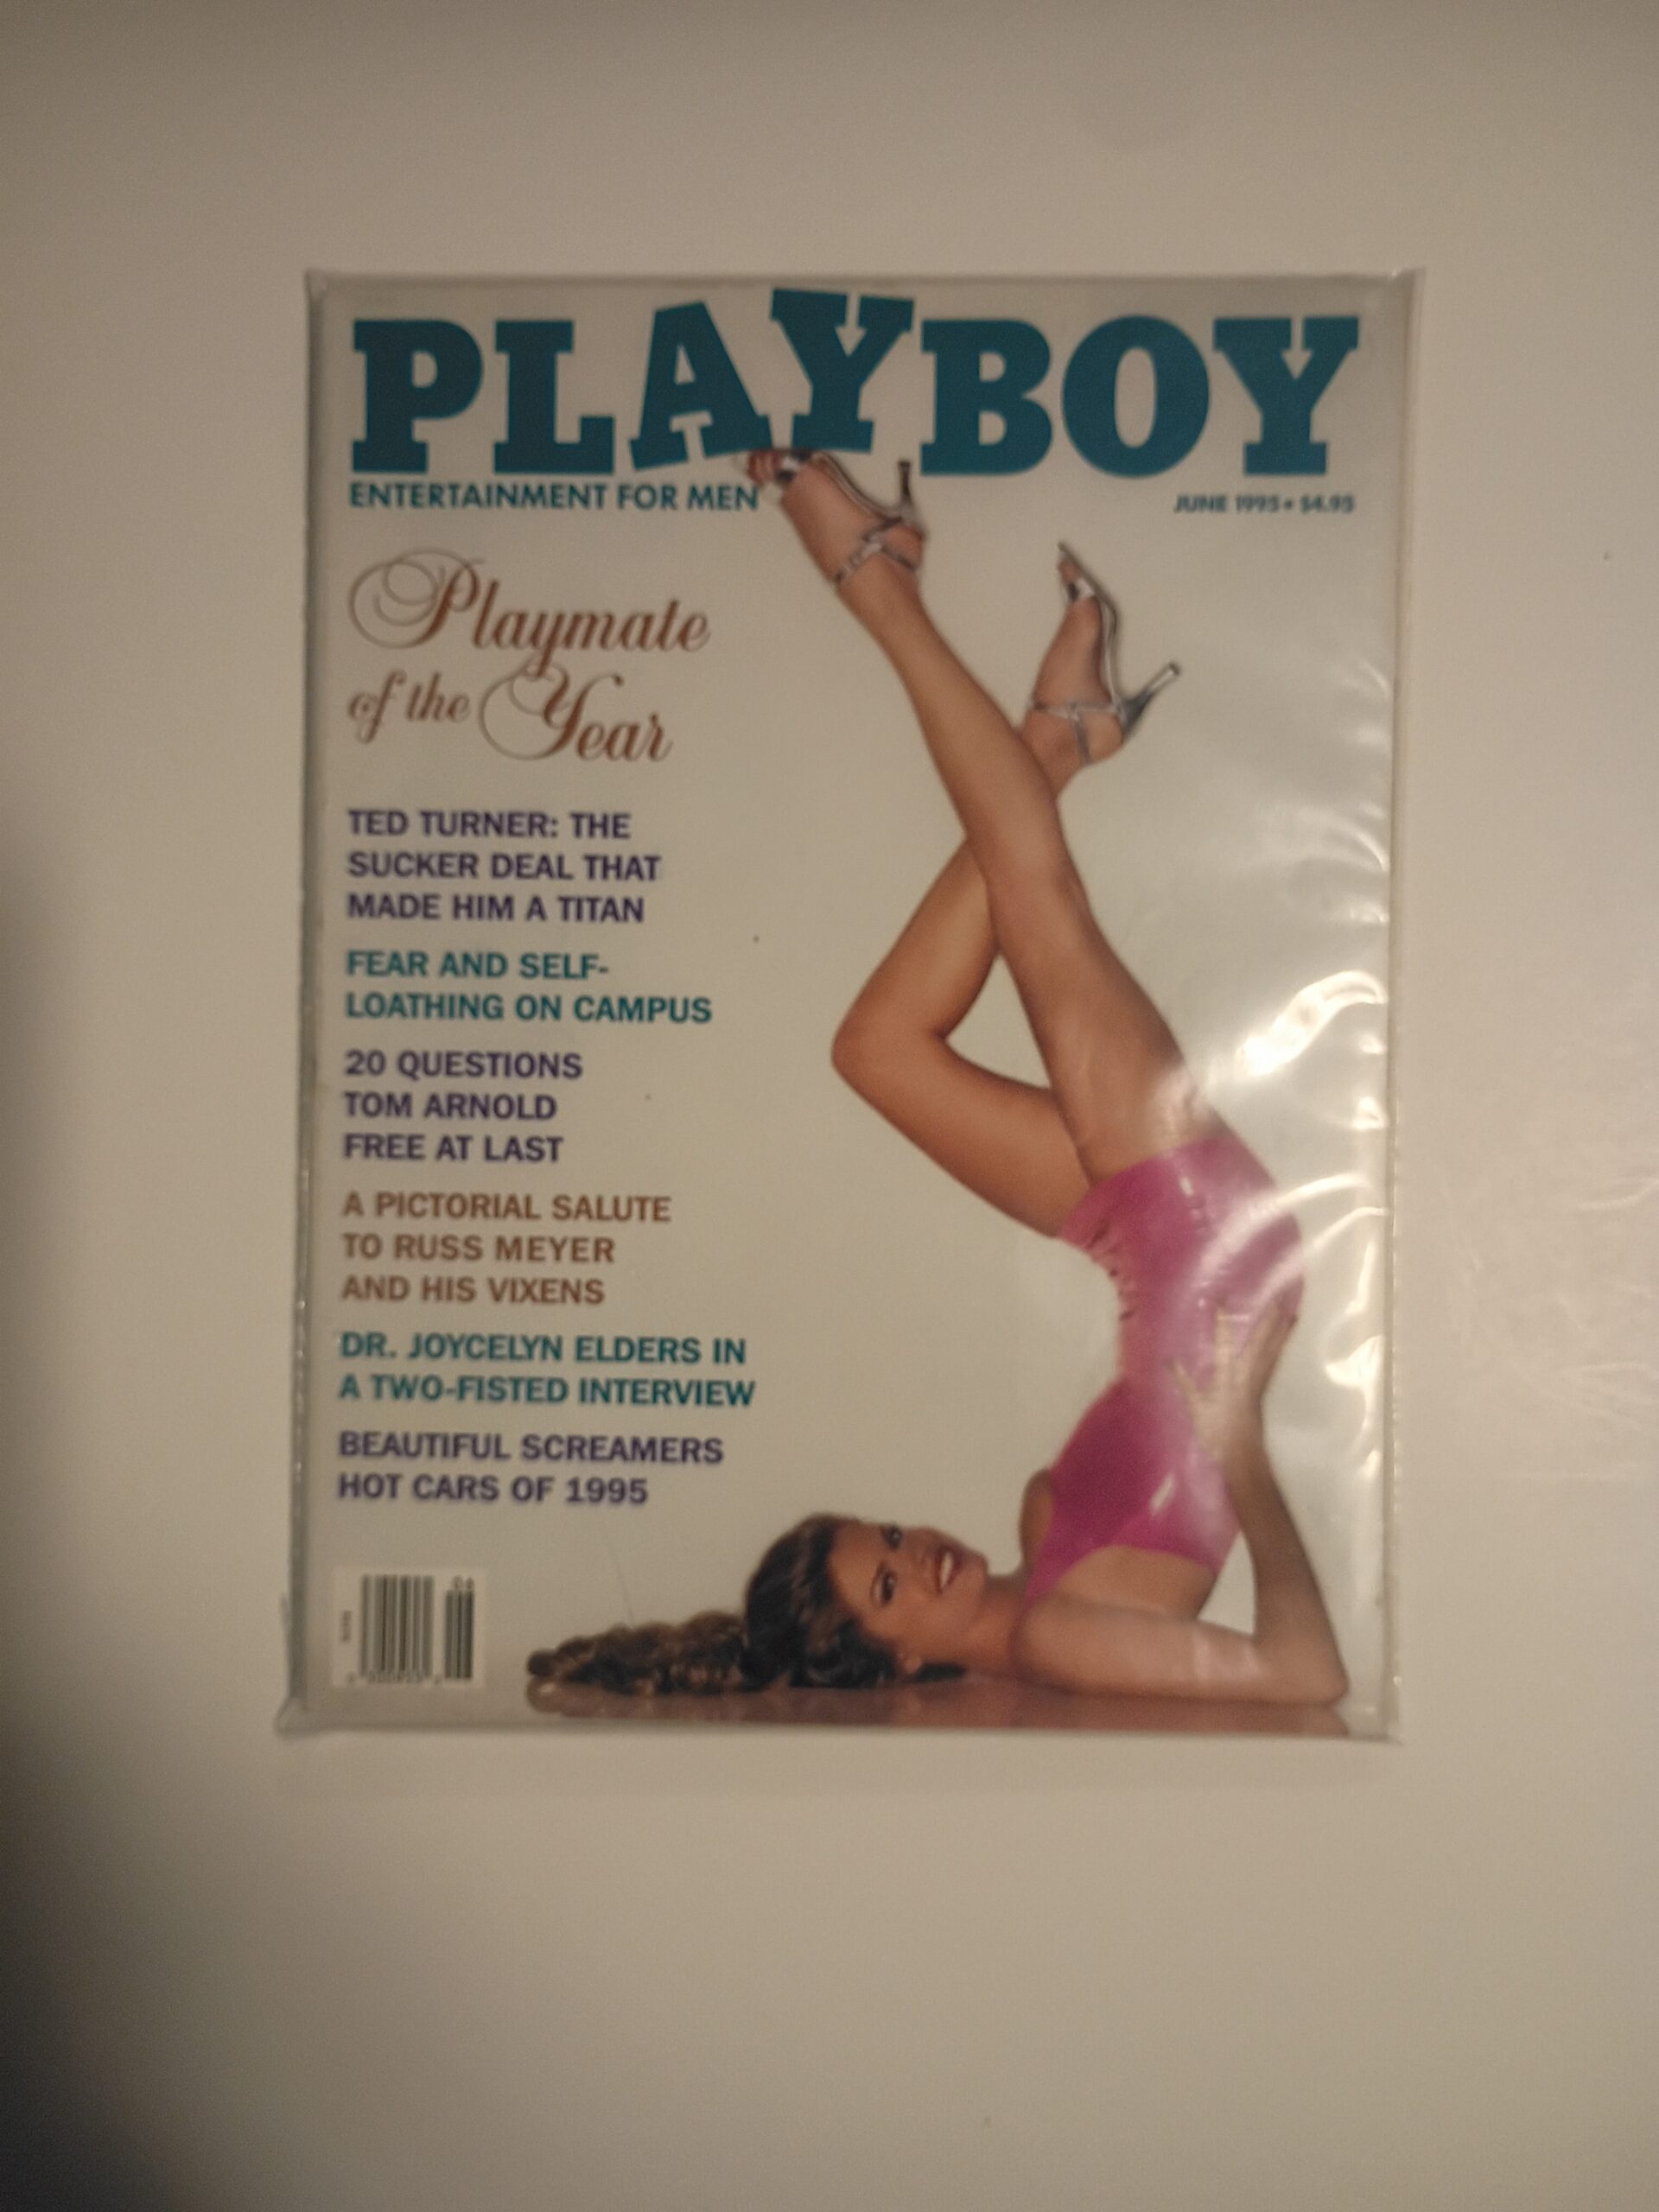 PLAYBOY
ENTERTAINMENT FOR MEN
JUNE 1995 • $4.95
Playmate
of the Year
TED TURNER: THE
SUCKER DEAL THAT
MADE HIM A TITAN
FEAR AND SELF-
LOATHING ON CAMPUS
20 QUESTIONS
TOM ARNOLD
FREE AT LAST
A PICTORIAL SALUTE
TO RUSS MEYER
AND HIS VIXENS
DR. JOYCELYN ELDERS IN
A TWO-FISTED INTERVIEW
BEAUTIFUL SCREAMERS
HOT CARS OF 1995
06